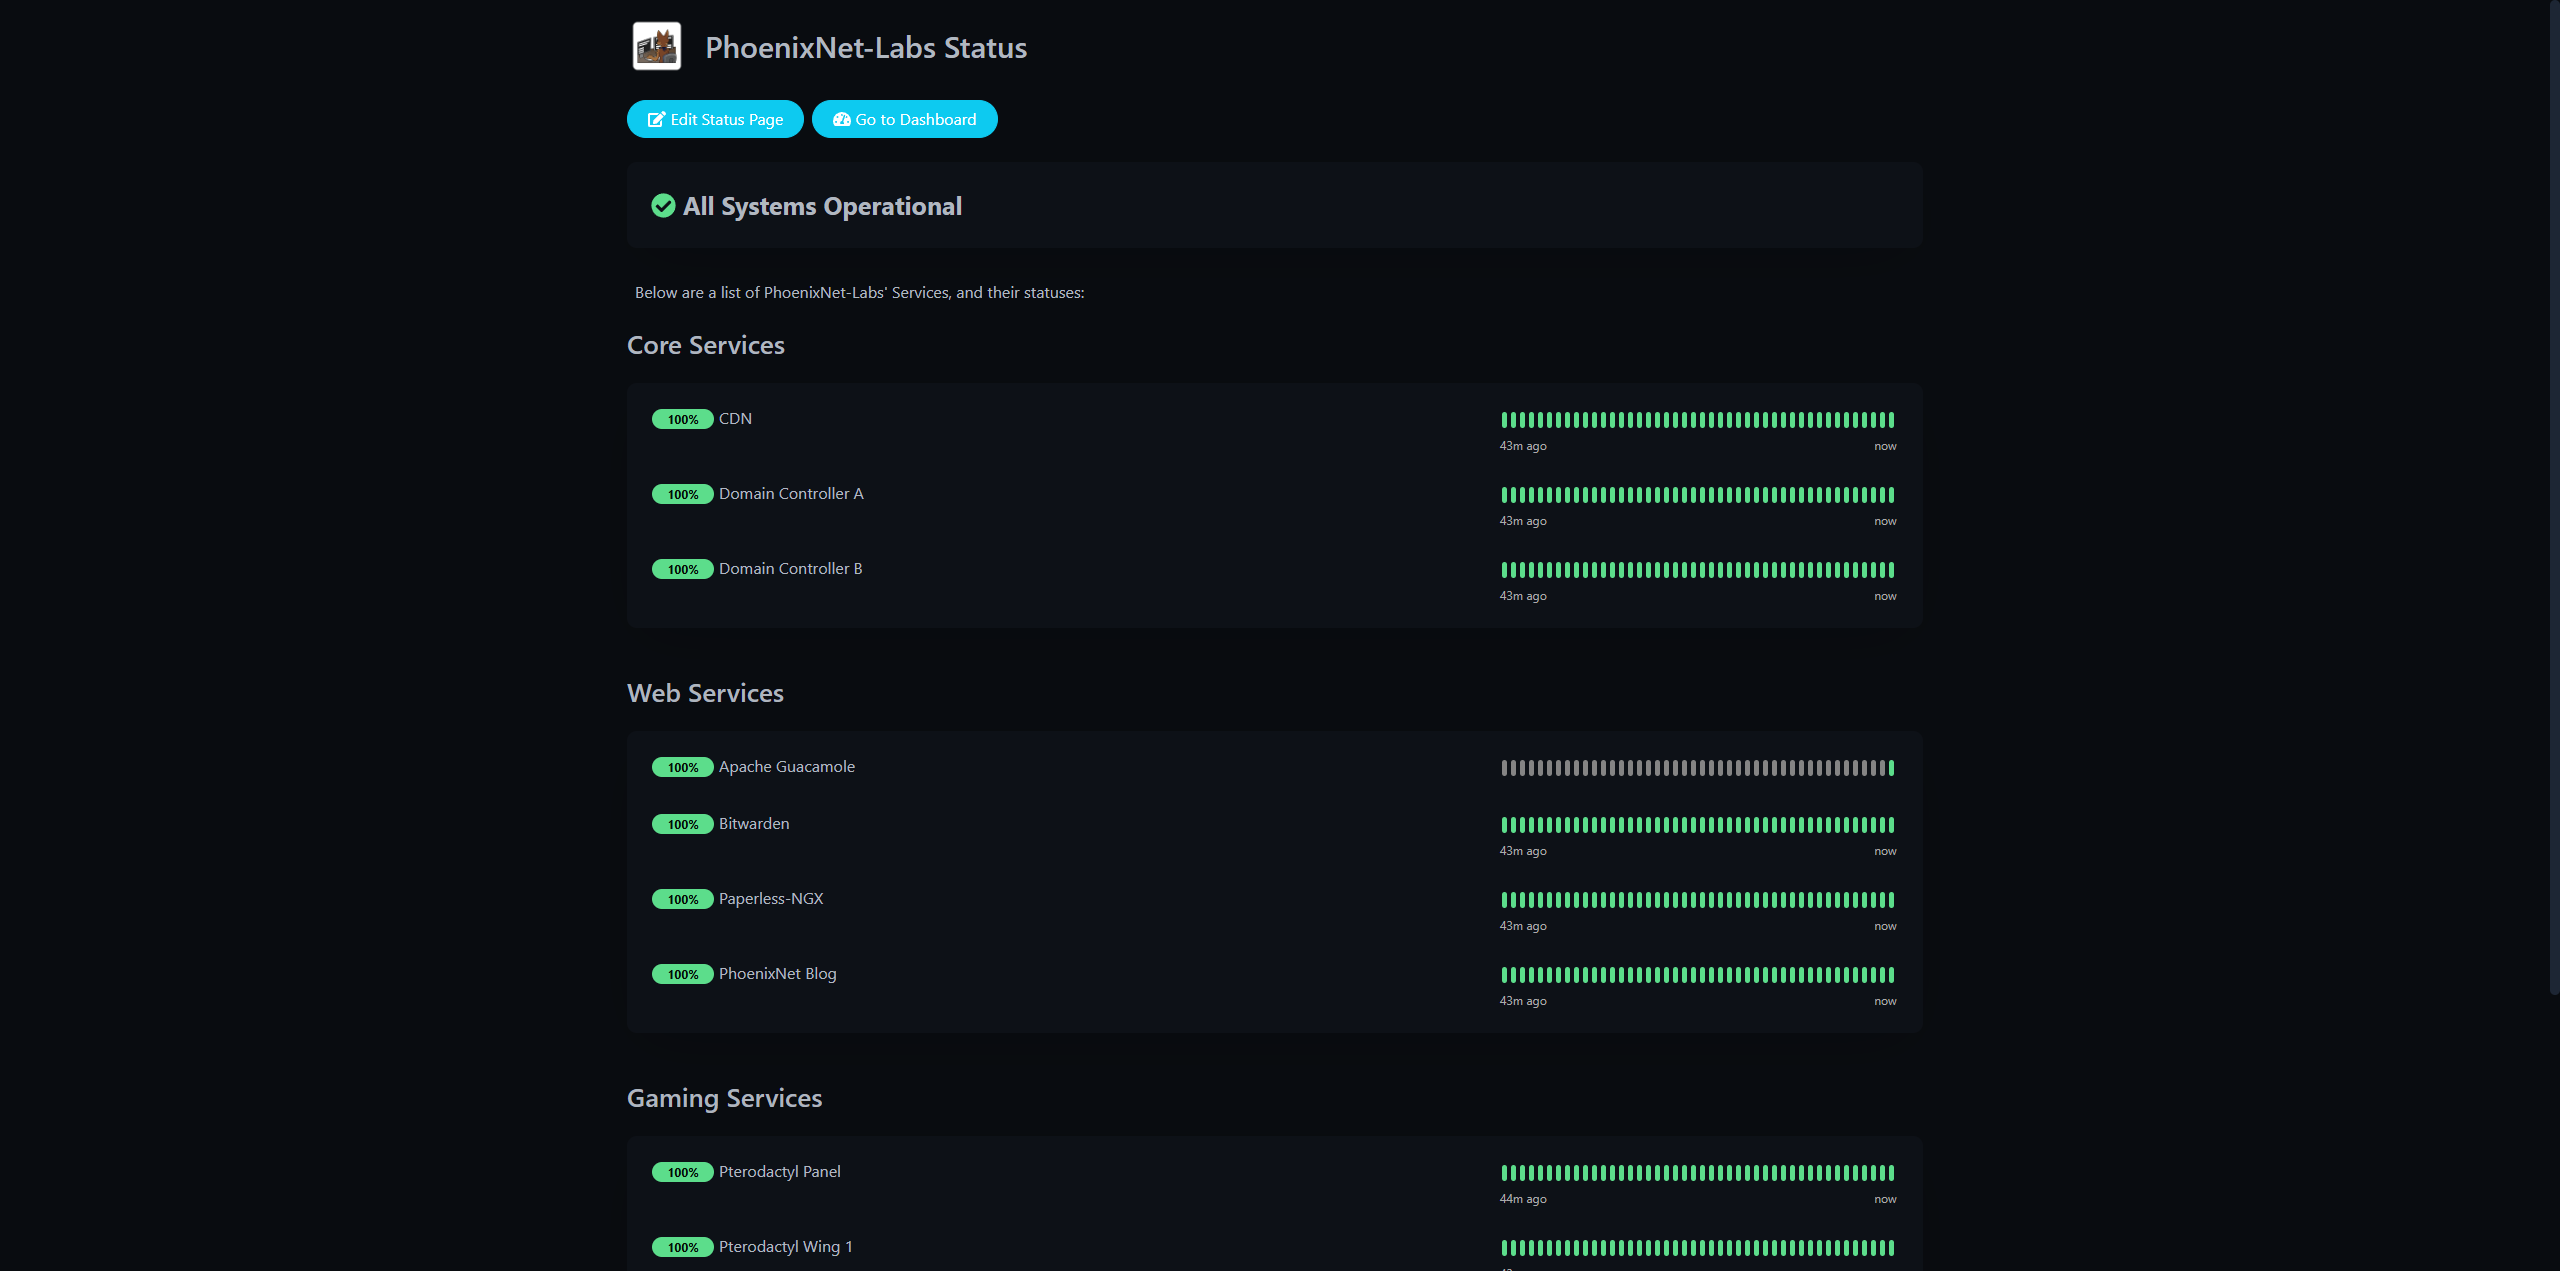 PhoenixNet-Labs Status
Edit Status Page Go to Dashboard
All Systems Operational
Below are a list of PhoenixNet-Labs' Services, and their statuses:
Core Services
100% CDN
43m ago now
100% Domain Controller A
43m ago now
100% Domain Controller B
43m ago now
Web Services
100% Apache Guacamole
100% Bitwarden
43m ago now
100% Paperless-NGX
43m ago now
100% PhoenixNet Blog
43m ago now
Gaming Services
100% Pterodactyl Panel
44m ago now
100% Pterodactyl Wing 1